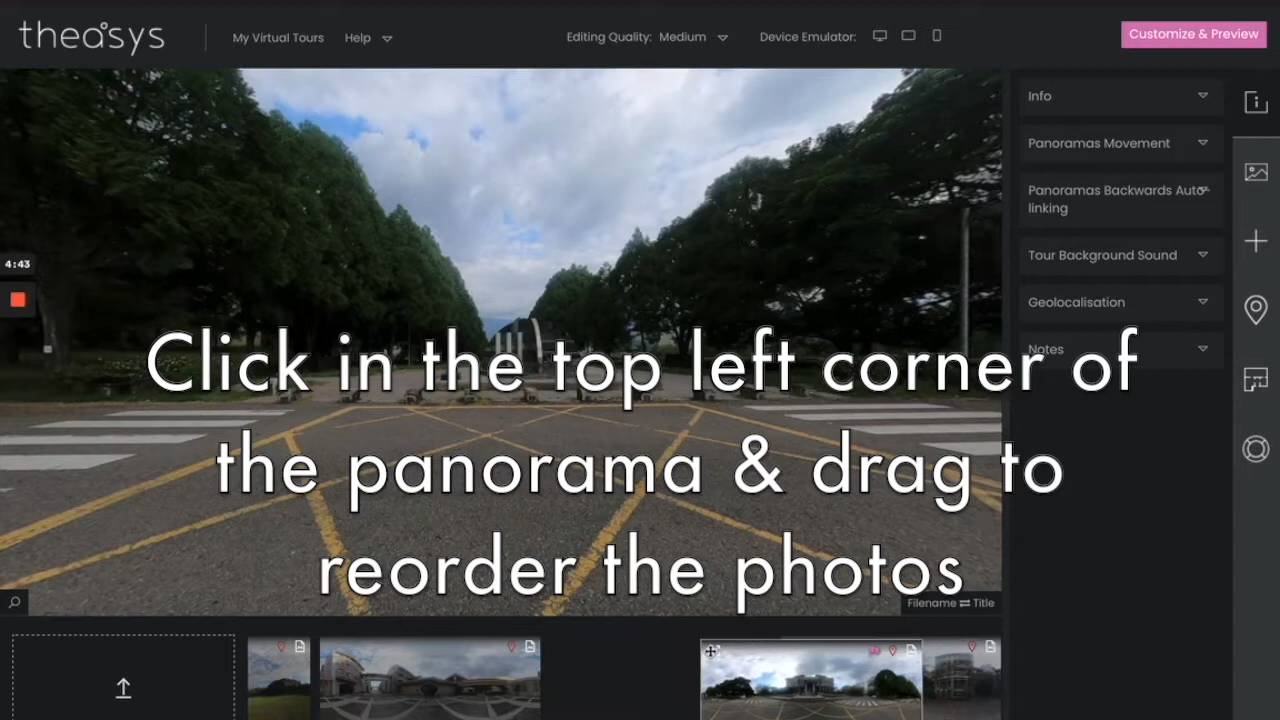 theasys
My Virtual Tours
Help
Editing Quality: Medium
Device Emulator:
Customize & Preview
Info
Panoramas Movement
Panoramas Backwards Auto-
linking
Tour Background Sound
Geolocalisation
Notes
4:43
Click in the top left corner of
the panorama & drag to
reorder the photos
Filename ⇄ Title